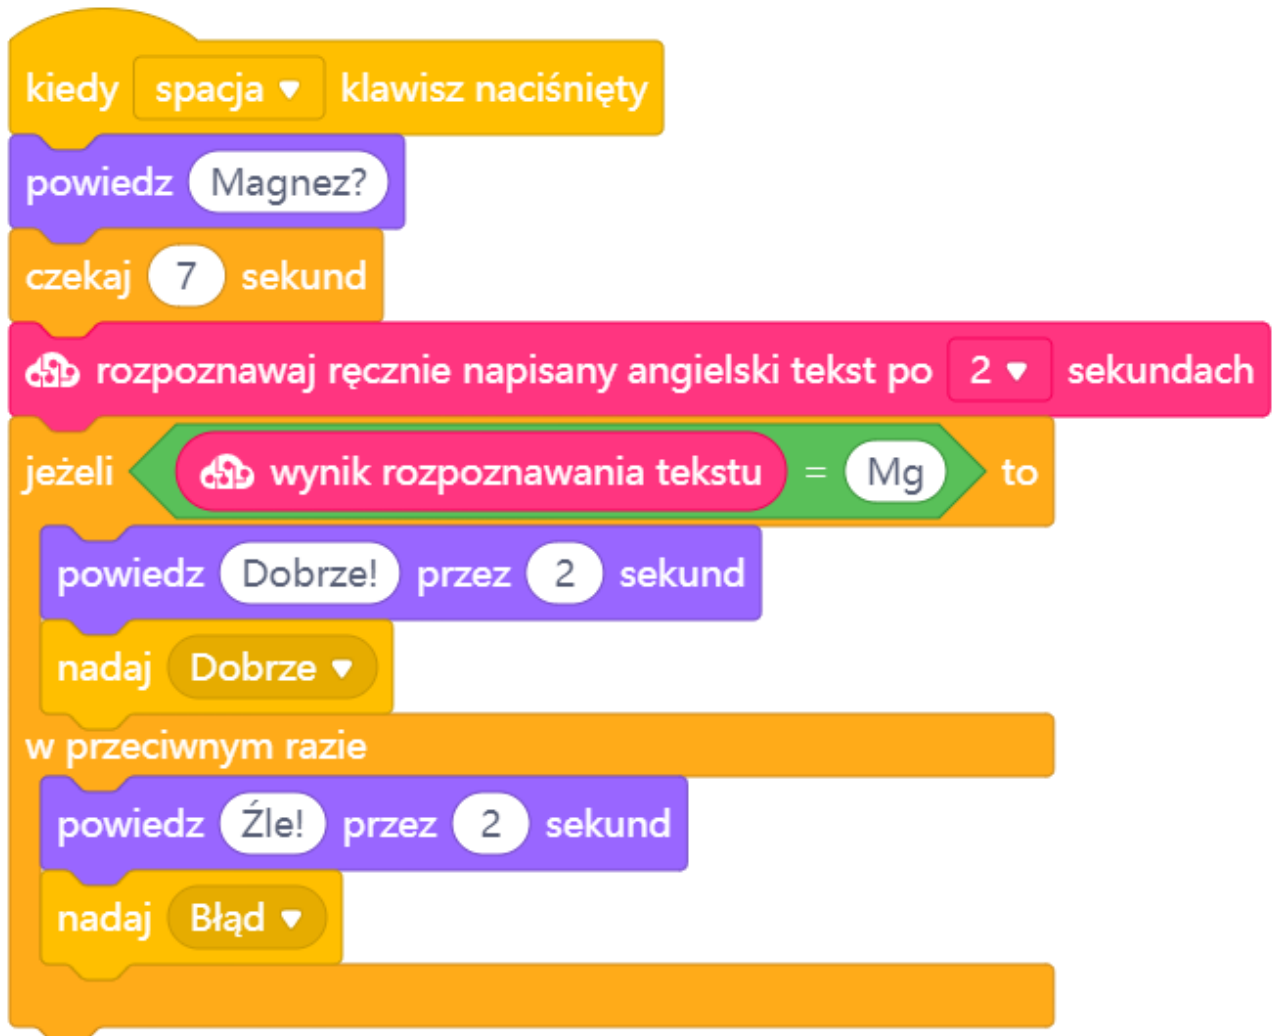 kiedy spacja klawisz naciśnięty
powiedz Magnez?
czekaj 7 sekund
rozpoznawaj ręcznie napisany angielski tekst po 2 sekundach
jeżeli wynik rozpoznawania tekstu = Mg to
powiedz Dobrze! przez 2 sekund
nadaj Dobrze
w przeciwnym razie
powiedz Źle! przez 2 sekund
nadaj Błąd